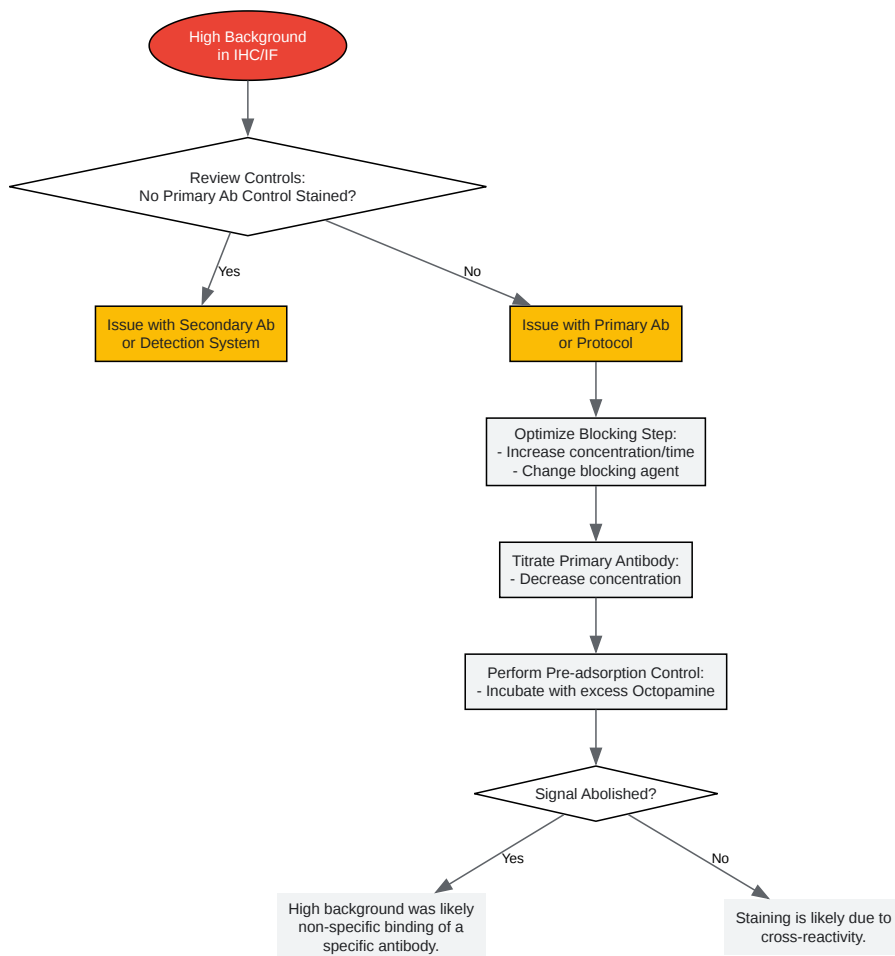 High Background
in IHC/IF
Review Controls:
No Primary Ab Control Stained?
Yes
No
Issue with Secondary Ab
or Detection System
Issue with Primary Ab
or Protocol
Optimize Blocking Step:
- Increase concentration/time
- Change blocking agent
Titrate Primary Antibody:
- Decrease concentration
Perform Pre-adsorption Control:
- Incubate with excess Octopamine
Signal Abolished?
Yes
No
High background was likely
non-specific binding of a
specific antibody.
Staining is likely due to
cross-reactivity.